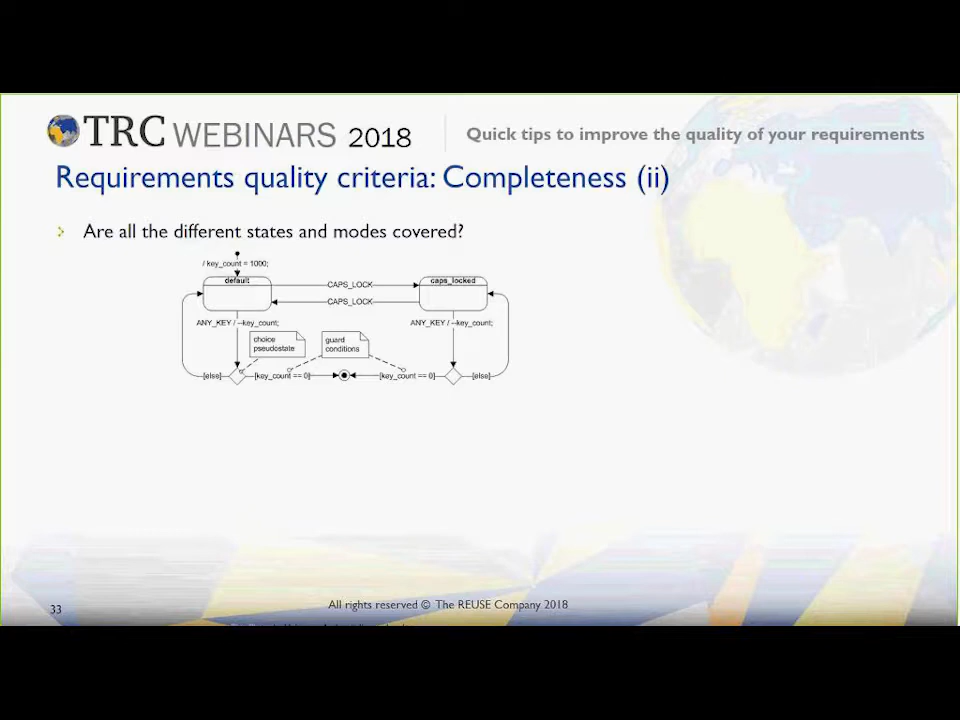 TRC WEBINARS 2018
Quick tips to improve the quality of your requirements
Requirements quality criteria: Completeness (ii)
Are all the different states and modes covered?
/ key_count = 1000;
default
caps_locked
CAPS_LOCK
CAPS_LOCK
ANY_KEY / --key_count;
ANY_KEY / --key_count;
choice
pseudostate
guard
conditions
[else]
[key_count == 0]
[key_count == 0]
[else]
33
All rights reserved © The REUSE Company 2018